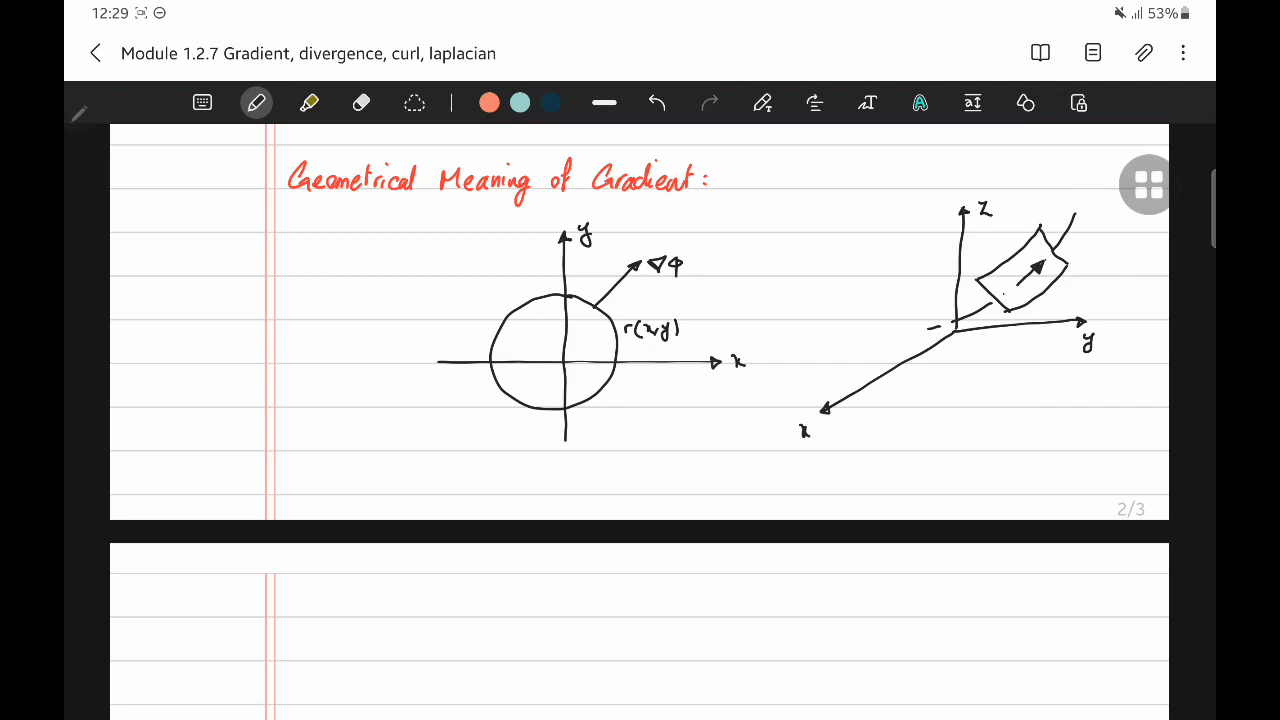 12:29
53%
Module 1.2.7 Gradient, divergence, curl, laplacian
Geometrical Meaning of Gradient:
y
∇φ
r(x,y)
x
z
y
x
2/3